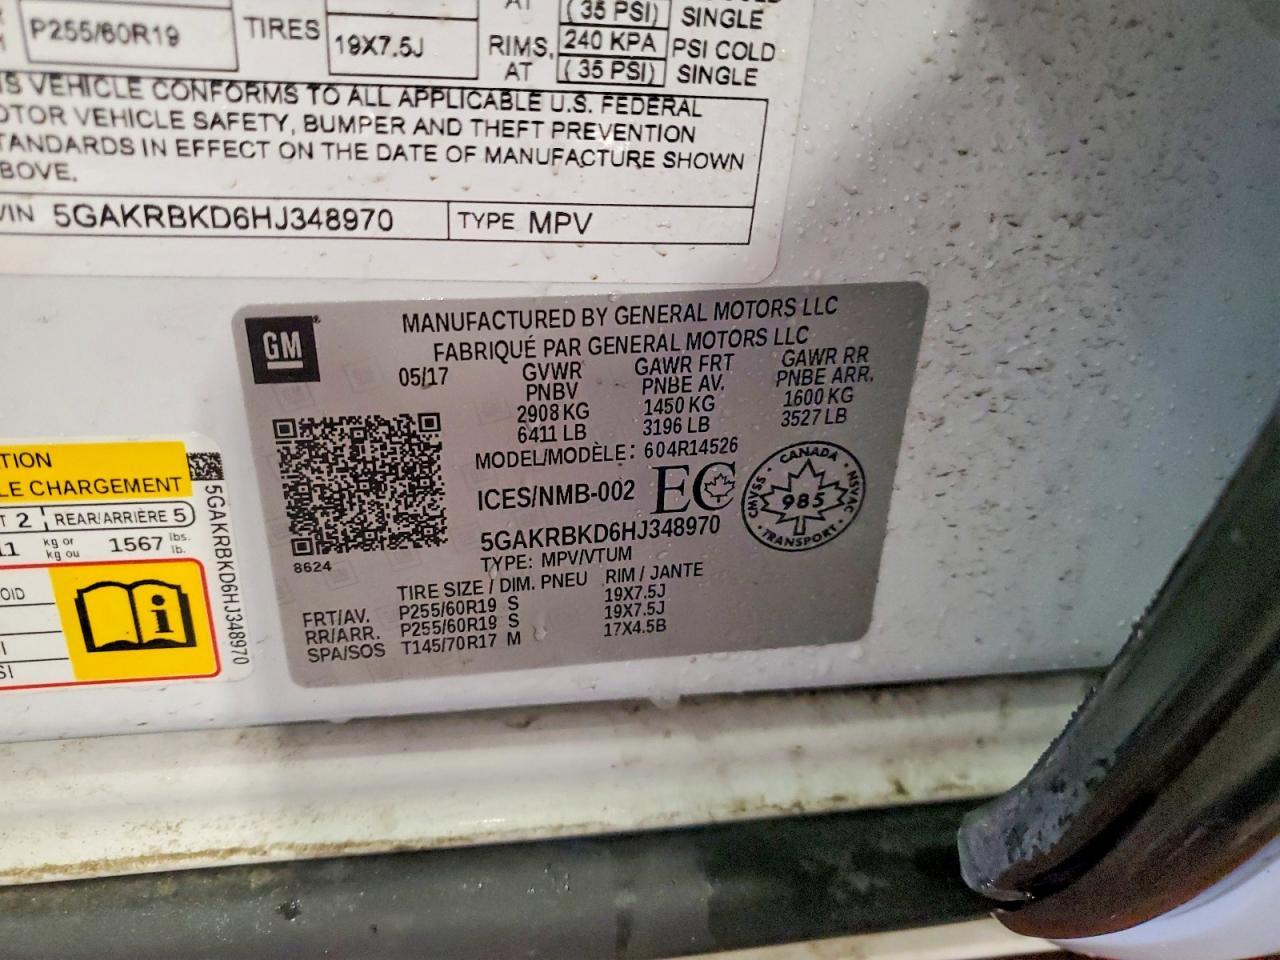 (35 PSI) SINGLE
P255/60R19 TIRES 19X7.5J RIMS, 240 KPA PSI COLD
AT (35 PSI) SINGLE
IS VEHICLE CONFORMS TO ALL APPLICABLE U.S. FEDERAL
OTOR VEHICLE SAFETY, BUMPER AND THEFT PREVENTION
TANDARDS IN EFFECT ON THE DATE OF MANUFACTURE SHOWN
BOVE.
VIN 5GAKRBKD6HJ348970 TYPE MPV
GM
MANUFACTURED BY GENERAL MOTORS LLC
FABRIQUÉ PAR GENERAL MOTORS LLC
05/17 GVWR GAWR FRT GAWR RR
PNBV PNBE AV. PNBE ARR.
2908 KG 1450 KG 1600 KG
6411 LB 3196 LB 3527 LB
MODEL/MODÈLE: 604R14526
ICES/NMB-002 EC
CANADA
CMVSS 985 NSVAC
TRANSPORT
5GAKRBKD6HJ348970
TYPE: MPV/VTUM
8624
TIRE SIZE / DIM. PNEU RIM / JANTE
FRT/AV. P255/60R19 S 19X7.5J
RR/ARR. P255/60R19 S 19X7.5J
SPA/SOS T145/70R17 M 17X4.5B
TION
LE CHARGEMENT
T 2 REAR/ARRIÈRE 5
11 kg or kg ou 1567 lbs. lb.
OID
I
SI
i
5GAKRBKD6HJ348970